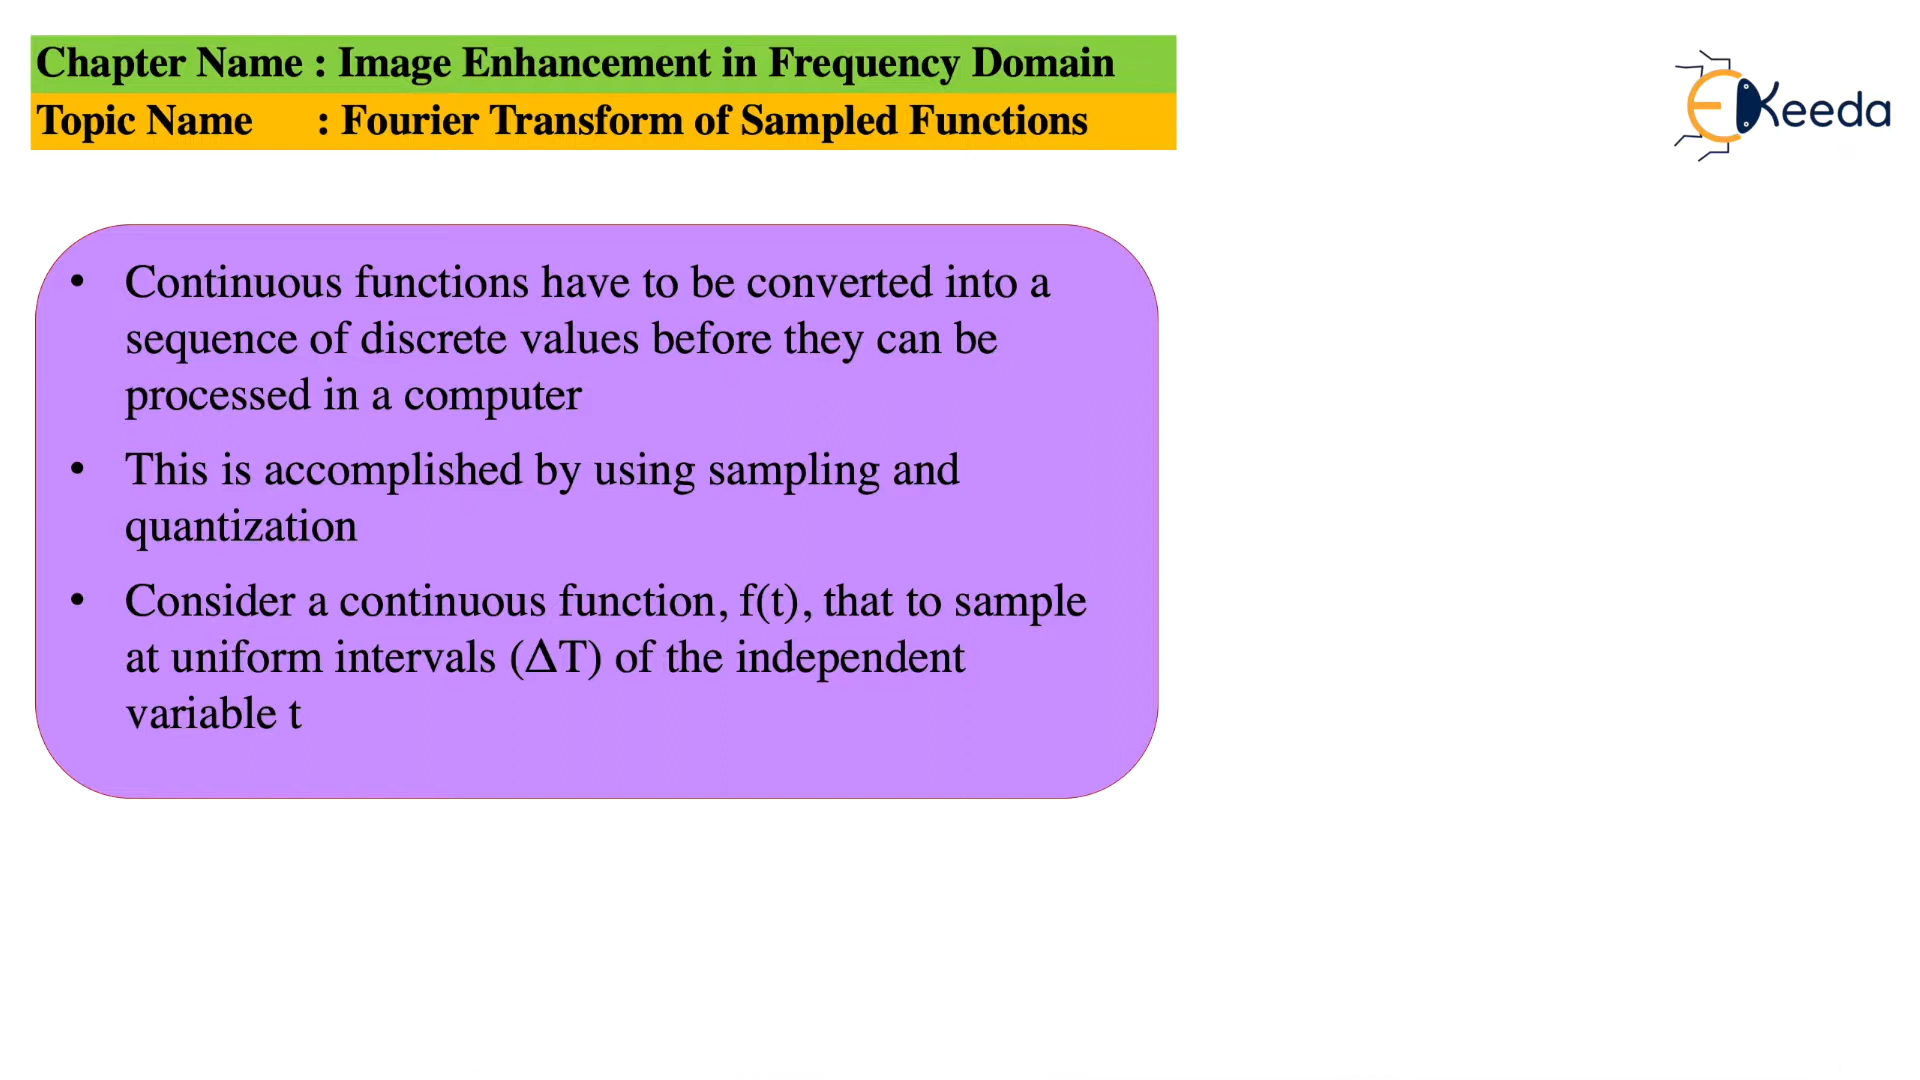 Chapter Name : Image Enhancement in Frequency Domain
Topic Name : Fourier Transform of Sampled Functions
EKeeda
• Continuous functions have to be converted into a
sequence of discrete values before they can be
processed in a computer
• This is accomplished by using sampling and
quantization
• Consider a continuous function, f(t), that to sample
at uniform intervals (ΔT) of the independent
variable t